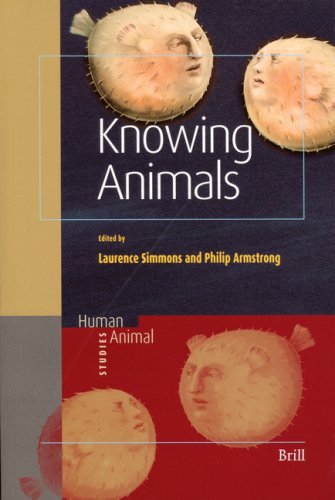 Knowing
Animals
Edited by
Laurence Simmons and Philip Armstrong
Human
Animal
STUDIES
Brill